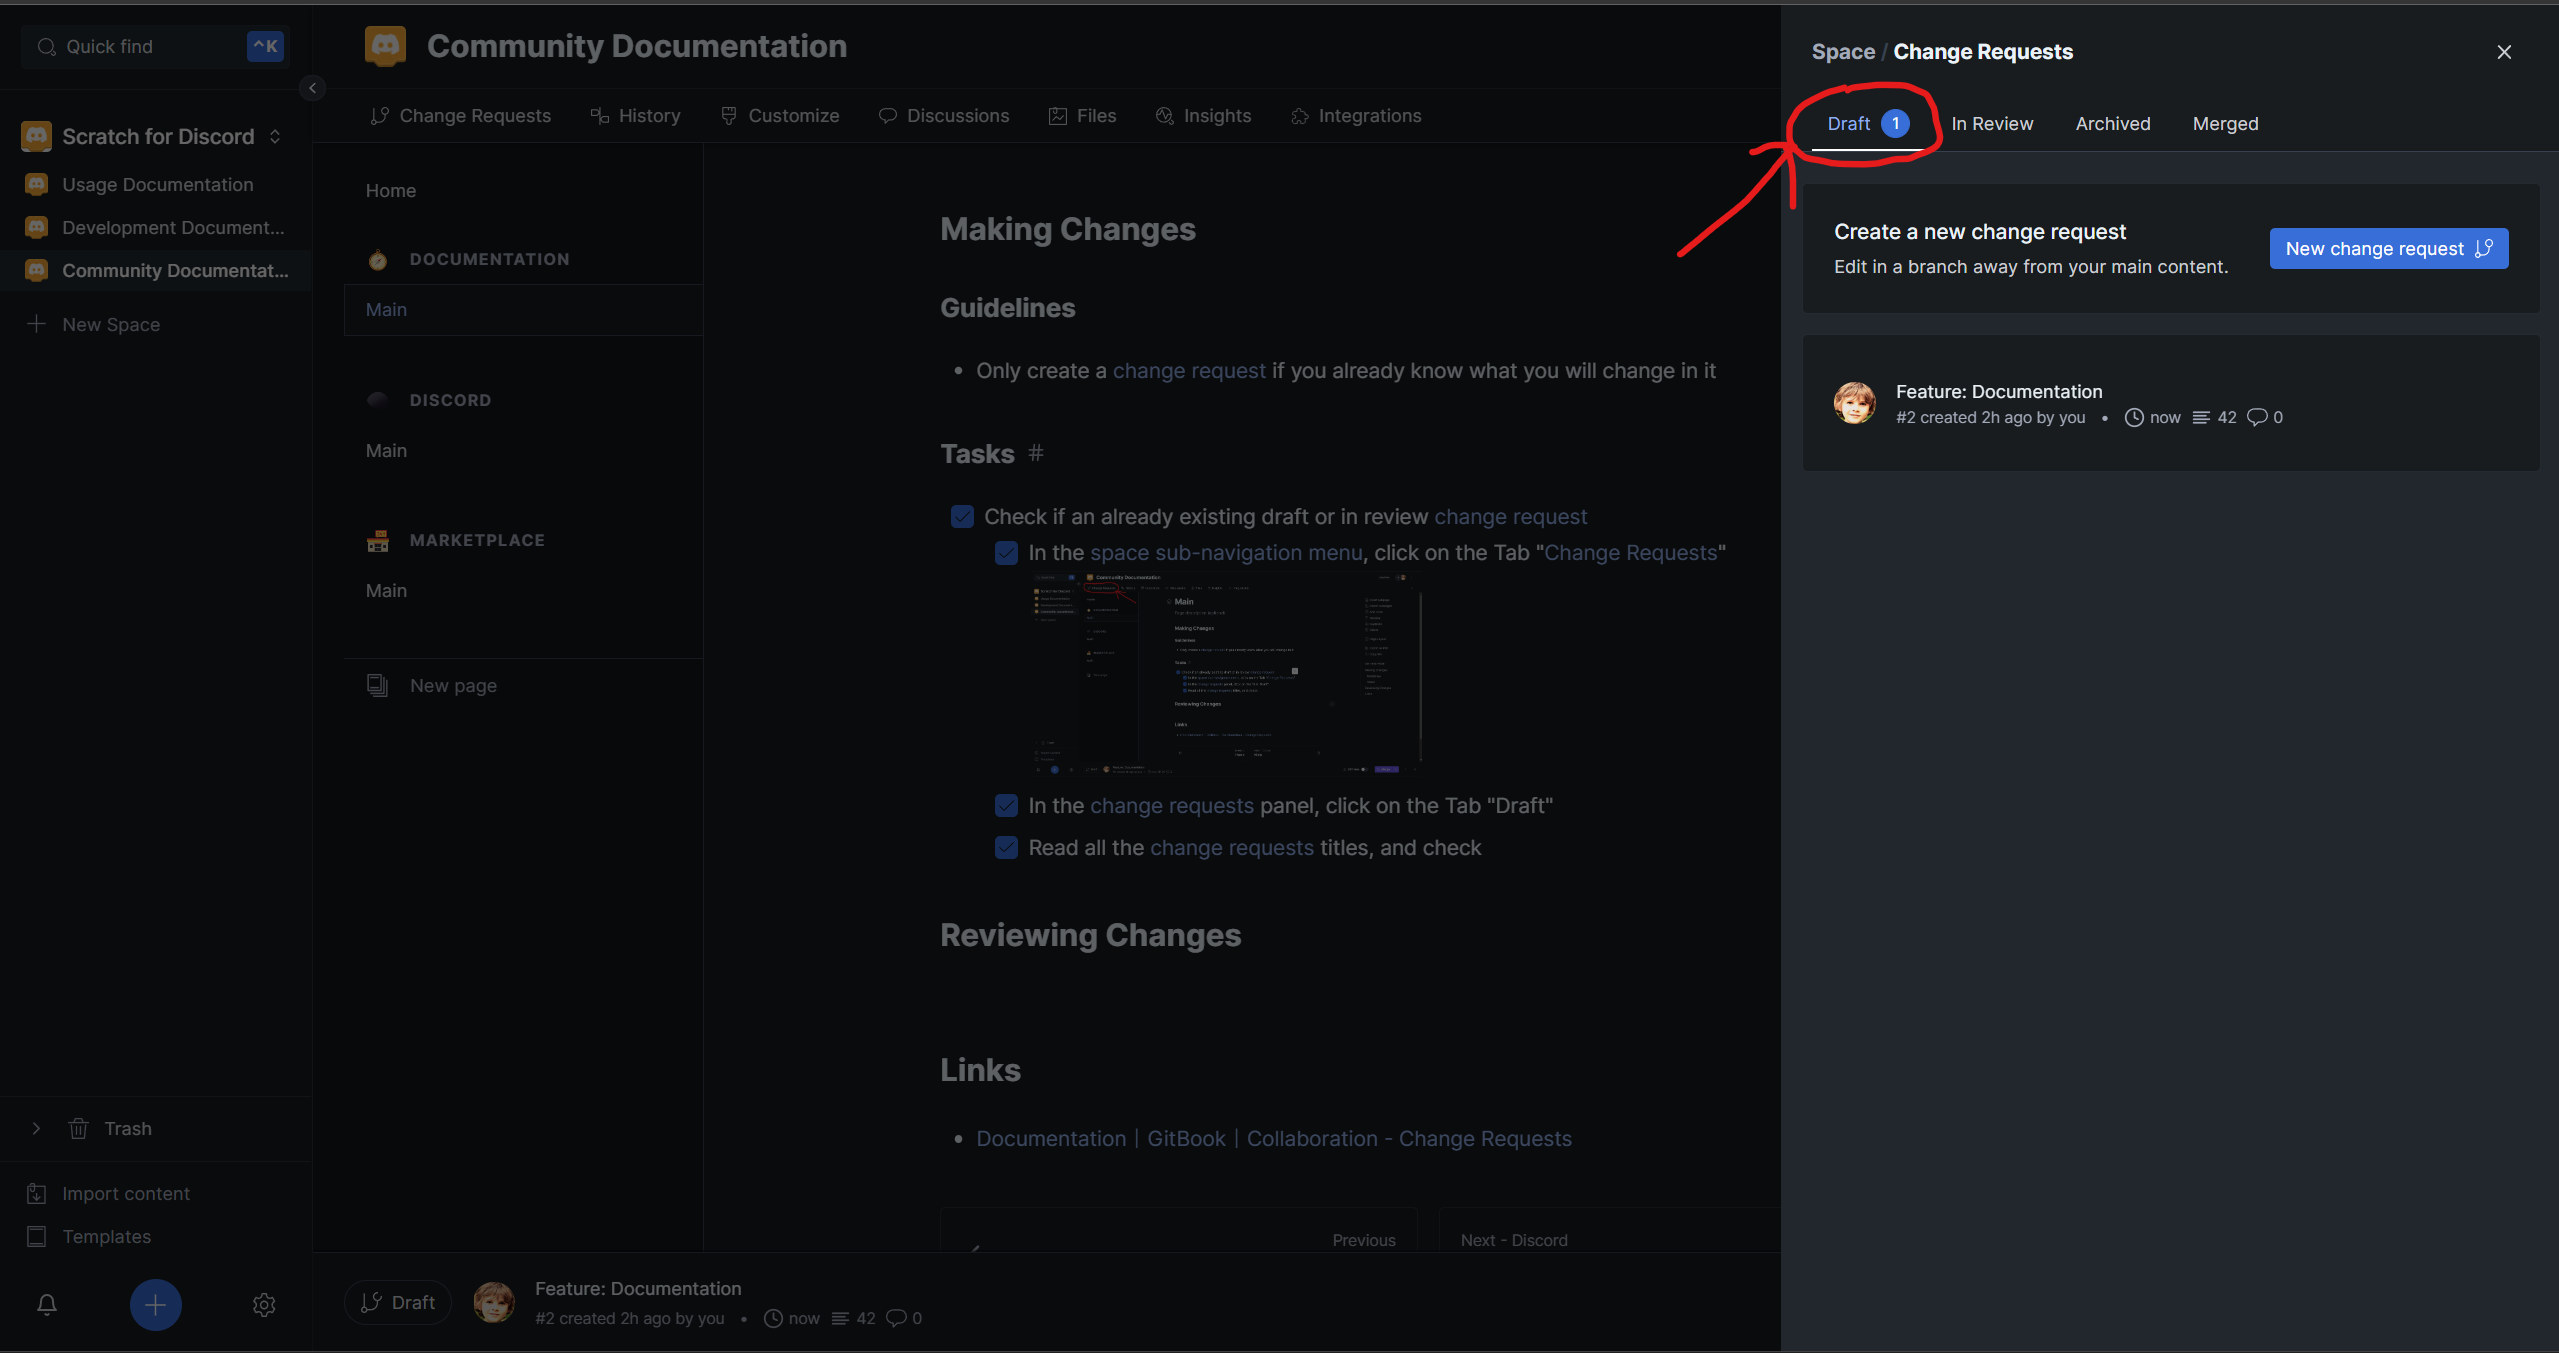 Quick find
^K
Scratch for Discord
Usage Documentation
Development Document...
Community Documentat...
New Space
Trash
Import content
Templates
Community Documentation
Change Requests
History
Customize
Discussions
Files
Insights
Integrations
Home
DOCUMENTATION
Main
DISCORD
Main
MARKETPLACE
Main
New page
Making Changes
Guidelines
• Only create a change request if you already know what you will change in it
Tasks #
Check if an already existing draft or in review change request
In the space sub-navigation menu, click on the Tab "Change Requests"
Community Documentation
Main
Making Changes
Reviewing Changes
Links
In the change requests panel, click on the Tab "Draft"
Read all the change requests titles, and check
Reviewing Changes
Links
• Documentation | GitBook | Collaboration - Change Requests
Previous
Next - Discord
Draft
Feature: Documentation
#2 created 2h ago by you • now 42 0
Space / Change Requests
Draft 1
In Review
Archived
Merged
Create a new change request
Edit in a branch away from your main content.
New change request
Feature: Documentation
#2 created 2h ago by you • now 42 0